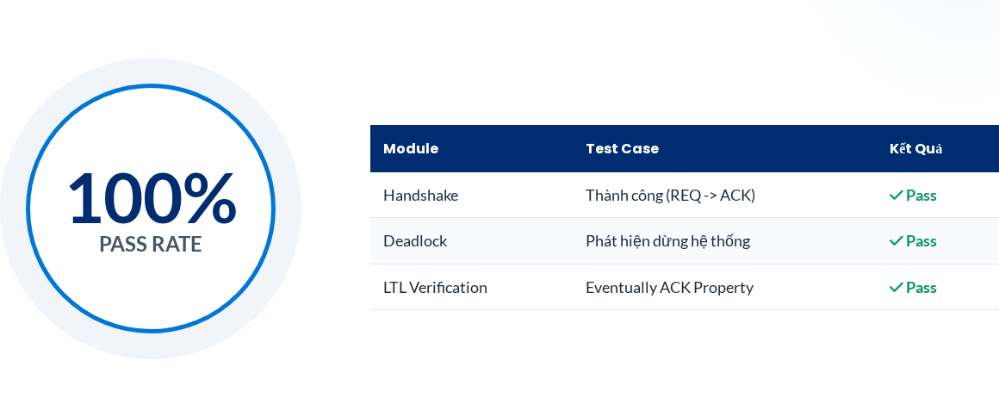 100%
PASS RATE
Module Test Case Kết Quả
Handshake Thành công (REQ -> ACK) Pass
Deadlock Phát hiện dừng hệ thống Pass
LTL Verification Eventually ACK Property Pass